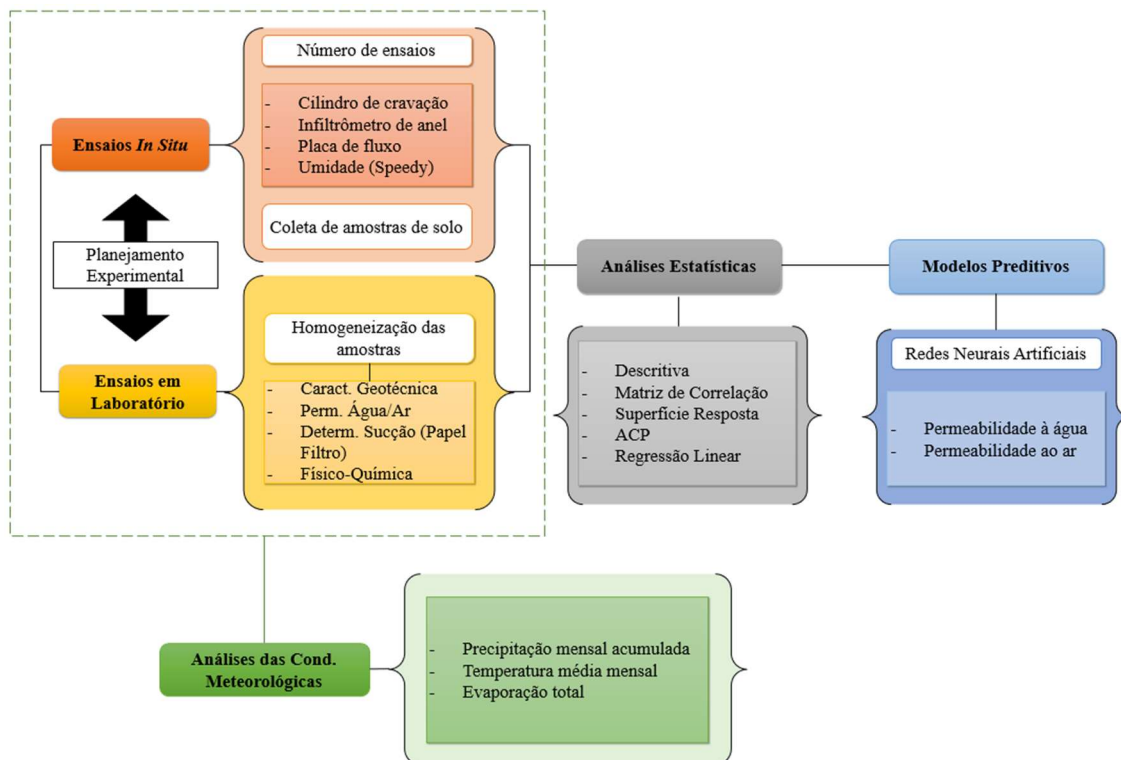 Número de ensaios
- Cilindro de cravação
- Infiltrômetro de anel
- Placa de fluxo
- Umidade (Speedy)
Coleta de amostras de solo
Ensaios In Situ
Planejamento
Experimental
Ensaios em
Laboratório
Homogeneização das
amostras
- Caract. Geotécnica
- Perm. Água/Ar
- Determ. Sucção (Papel
Filtro)
- Físico-Química
Análises Estatísticas
- Descritiva
- Matriz de Correlação
- Superfície Resposta
- ACP
- Regressão Linear
Modelos Preditivos
Redes Neurais Artificiais
- Permeabilidade à água
- Permeabilidade ao ar
Análises das Cond.
Meteorológicas
- Precipitação mensal acumulada
- Temperatura média mensal
- Evaporação total